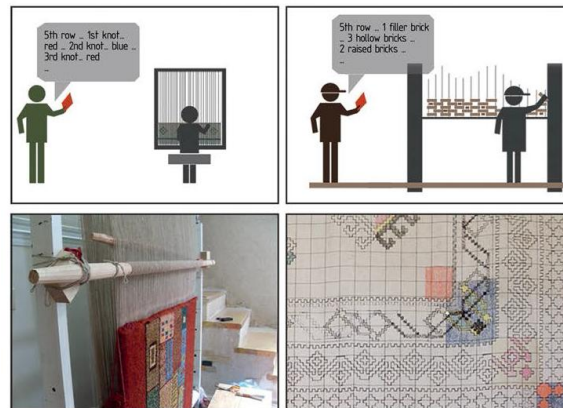 5th row .. 1st knot..
red .. 2nd knot.. blue ..
3rd knot.. red
..
5th row .. 1 filler brick
.. 3 hollow bricks ..
2 raised bricks ..
..